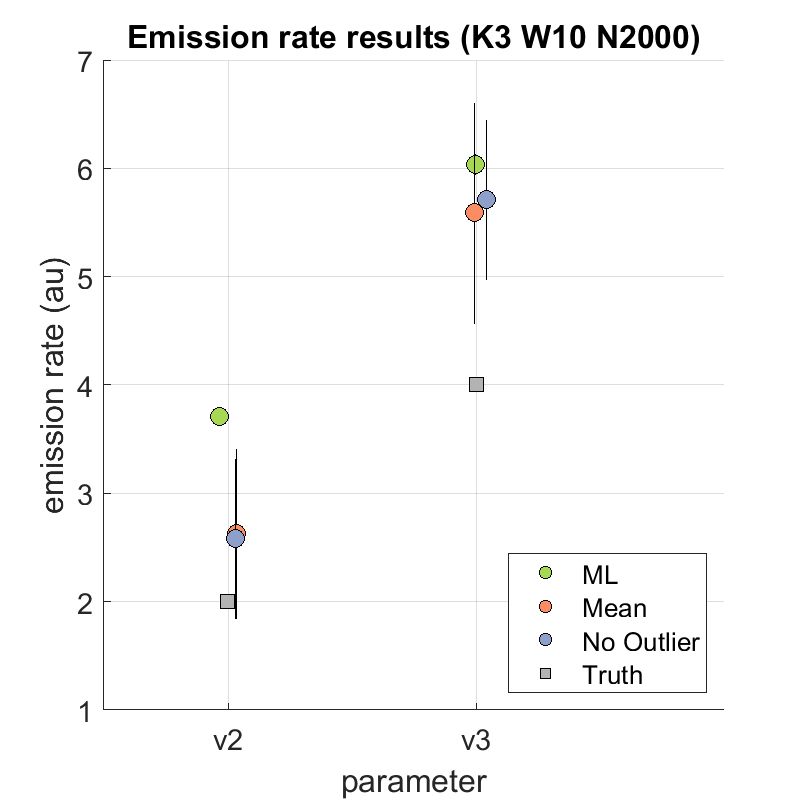 Emission rate results (K3 W10 N2000)
7
6
5
4
3
2
1
emission rate (au)
v2
v3
parameter
ML
Mean
No Outlier
Truth